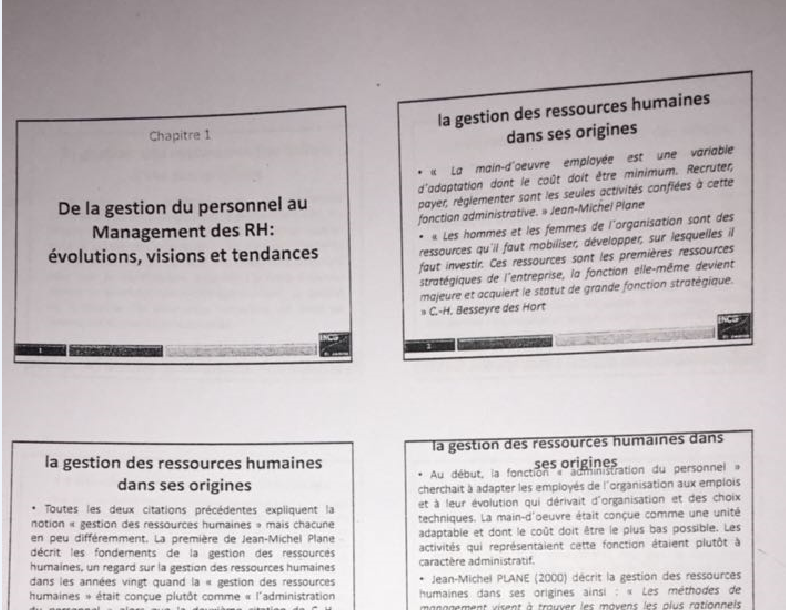 Chapitre 1
De la gestion du personnel au
Management des RH:
évolutions, visions et tendances
1
la gestion des ressources humaines
dans ses origines
• « La main-d'oeuvre employée est une variable
d'adaptation dont le coût doit être minimum. Recruter,
payer, règlementer sont les seules activités confiées à cette
fonction administrative. » Jean-Michel Plane
• « Les hommes et les femmes de l'organisation sont des
ressources qu'il faut mobiliser, développer, sur lesquelles il
faut investir. Ces ressources sont les premières ressources
stratégiques de l'entreprise, la fonction elle-même devient
majeure et acquiert le statut de grande fonction stratégique.
» C.-H. Besseyre des Hort
2
la gestion des ressources humaines
dans ses origines
• Toutes les deux citations précédentes expliquent la
notion « gestion des ressources humaines » mais chacune
en peu différemment. La première de Jean-Michel Plane
décrit les fondements de la gestion des ressources
humaines, un regard sur la gestion des ressources humaines
dans les années vingt quand la « gestion des ressources
humaines » était conçue plutôt comme « l'administration
du personnel » alors que la deuxième citation de C. H.
la gestion des ressources humaines dans
ses origines
• Au début, la fonction « administration du personnel »
cherchait à adapter les employés de l'organisation aux emplois
et à leur évolution qui dérivait d'organisation et des choix
techniques. La main-d'oeuvre était conçue comme une unité
adaptable et dont le coût doit être le plus bas possible. Les
activités qui représentaient cette fonction étaient plutôt à
caractère administratif.
• Jean-Michel PLANE (2000) décrit la gestion des ressources
humaines dans ses origines ainsi : « Les méthodes de
management visent à trouver les moyens les plus rationnels